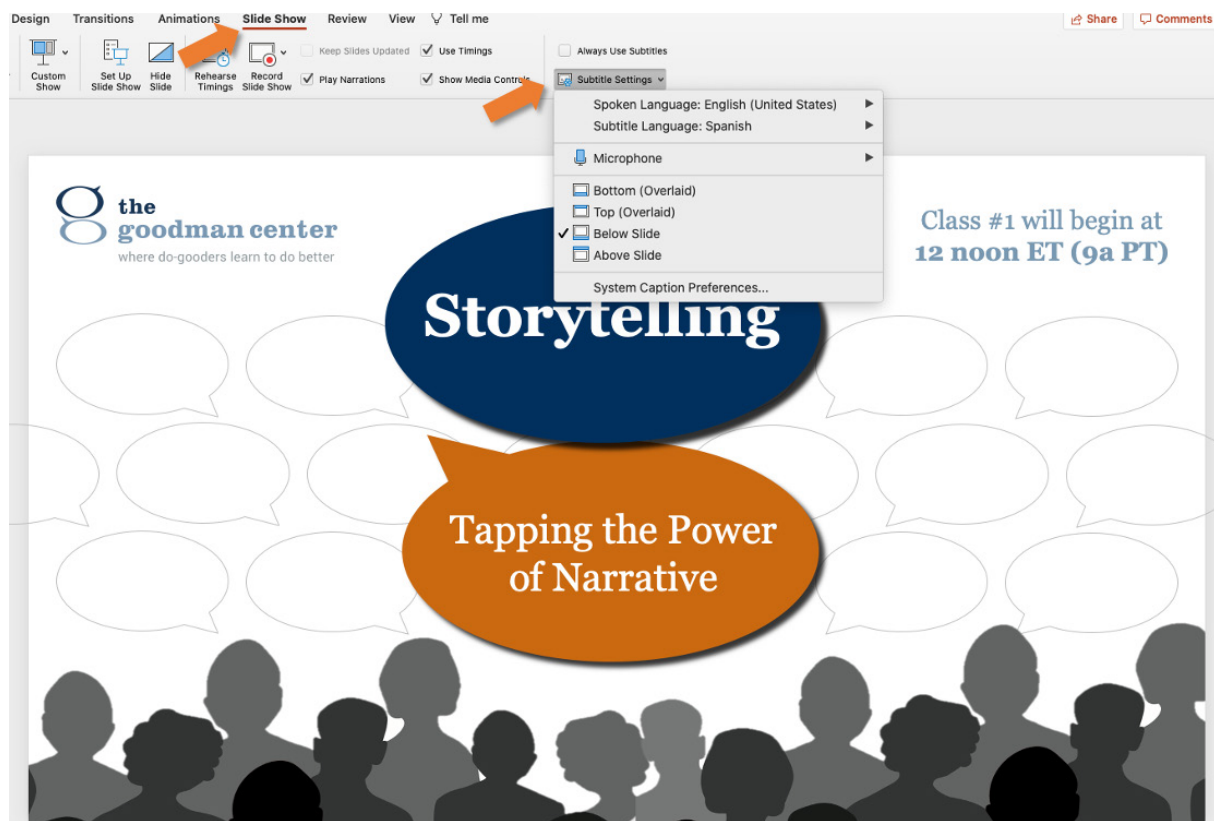 Design Transitions Animations Slide Show Review View Tell me Share Comments
Keep Slides Updated Use Timings Always Use Subtitles
Custom Show Set Up Slide Show Hide Slide Rehearse Timings Record Slide Show Play Narrations Show Media Controls Subtitle Settings
Spoken Language: English (United States)
Subtitle Language: Spanish
Microphone
Bottom (Overlaid)
Top (Overlaid)
Below Slide
Above Slide
System Caption Preferences...
the
goodman center
where do-gooders learn to do better
Class #1 will begin at
12 noon ET (9a PT)
Storytelling
Tapping the Power
of Narrative